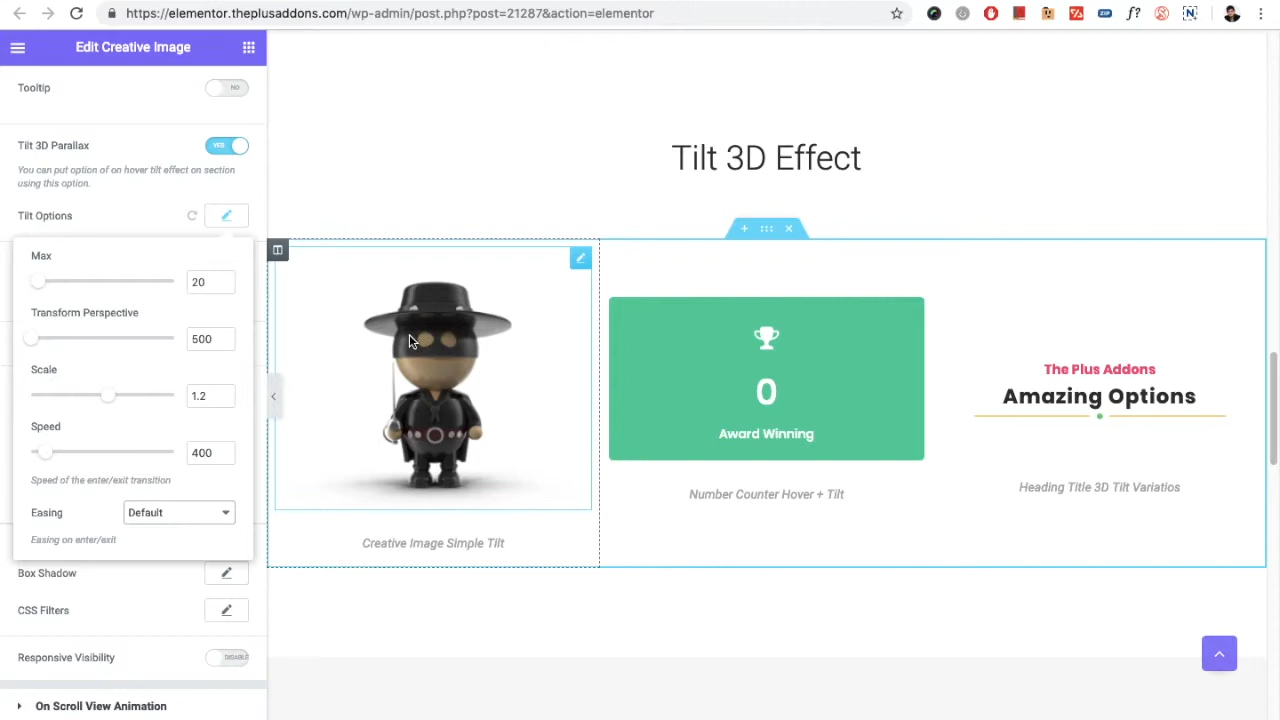 https://elementor.theplusaddons.com/wp-admin/post.php?post=21287&action=elementor
Edit Creative Image
Tooltip
NO
Tilt 3D Parallax
YES
You can put option of on hover tilt effect on section
using this option.
Tilt Options
Max
20
Transform Perspective
500
Scale
1.2
Speed
400
Speed of the enter/exit transition
Easing
Default
Easing on enter/exit
Box Shadow
CSS Filters
Responsive Visibility
DISABLE
On Scroll View Animation
Tilt 3D Effect
Creative Image Simple Tilt
0
Award Winning
Number Counter Hover + Tilt
The Plus Addons
Amazing Options
Heading Title 3D Tilt Variatios